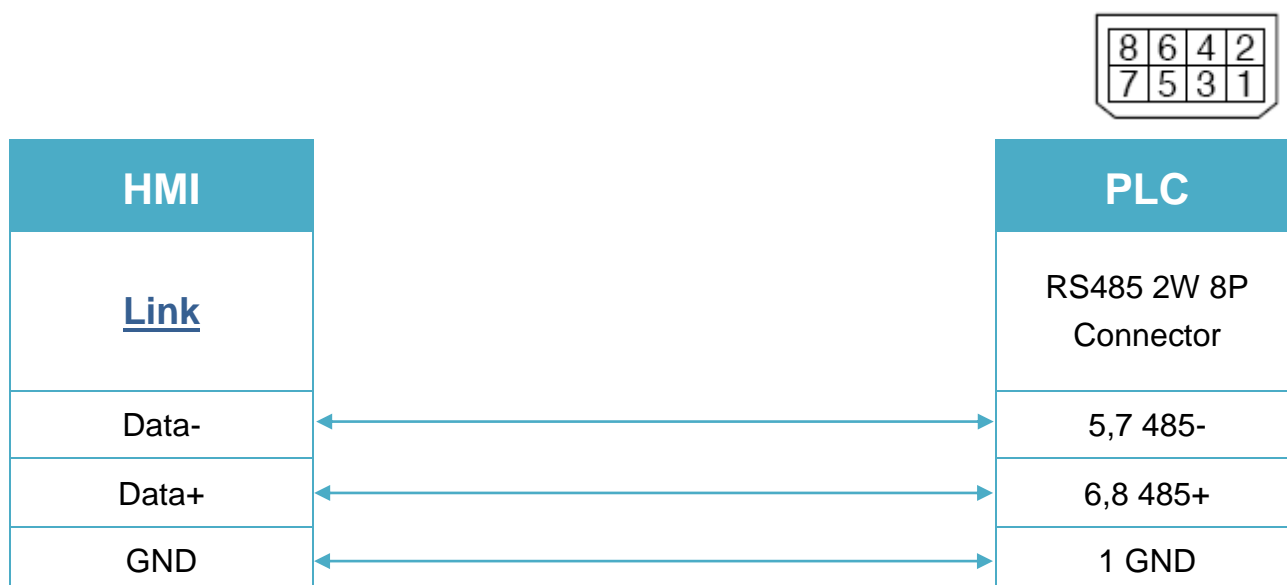 8 6 4 2
7 5 3 1
HMI
PLC
Link
RS485 2W 8P
Connector
Data-
5,7 485-
Data+
6,8 485+
GND
1 GND